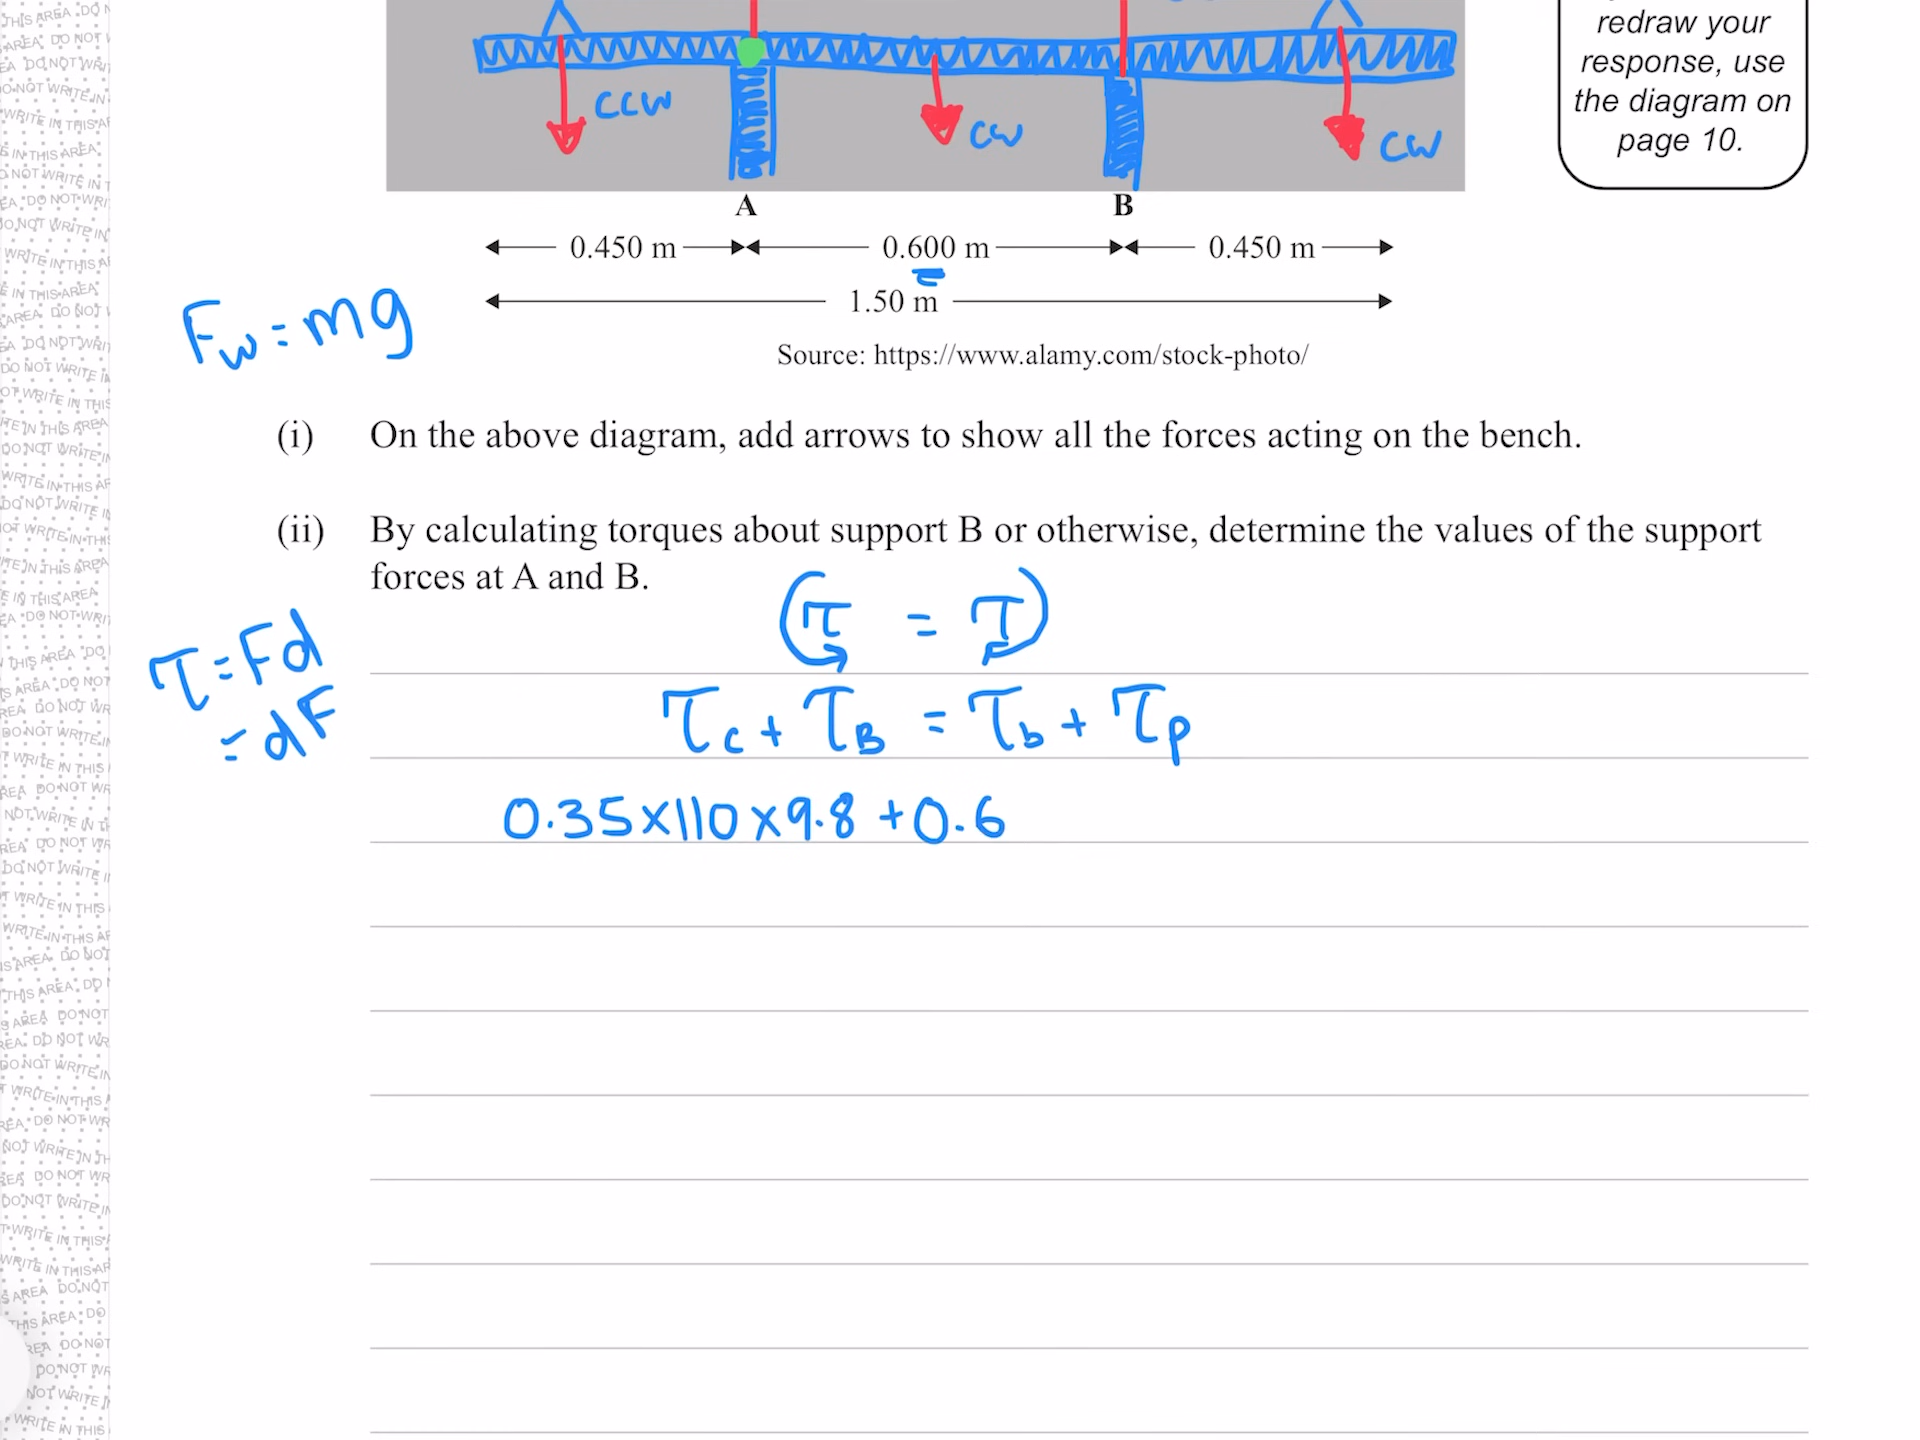 redraw your
response, use
the diagram on
page 10.
CCW
CW
CW
A B
0.450 m 0.600 m 0.450 m
1.50 m
Fw = mg
Source: https://www.alamy.com/stock-photo/
(i) On the above diagram, add arrows to show all the forces acting on the bench.
(ii) By calculating torques about support B or otherwise, determine the values of the support
forces at A and B.
τ = τ
τ = Fd
= dF
τc + τB = τb + τp
0.35 × 110 × 9.8 + 0.6